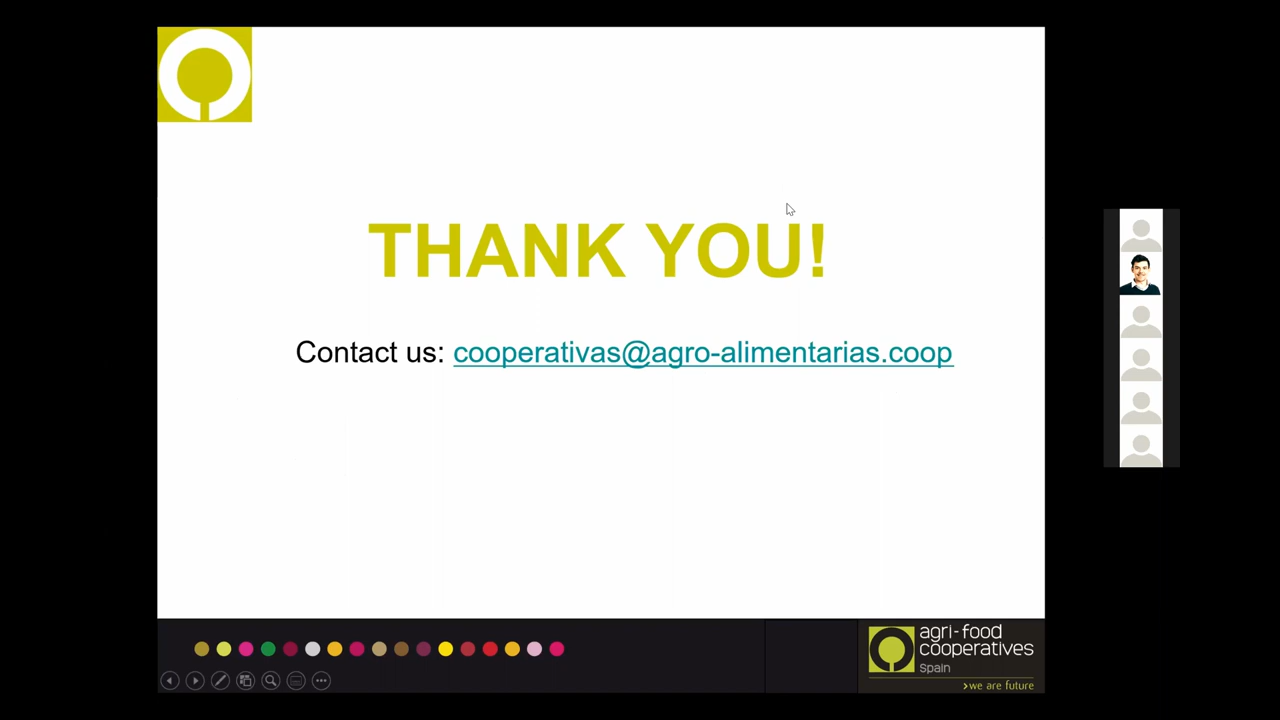 THANK YOU!
Contact us: cooperativas@agro-alimentarias.coop
agri-food
cooperatives
Spain
>we are future